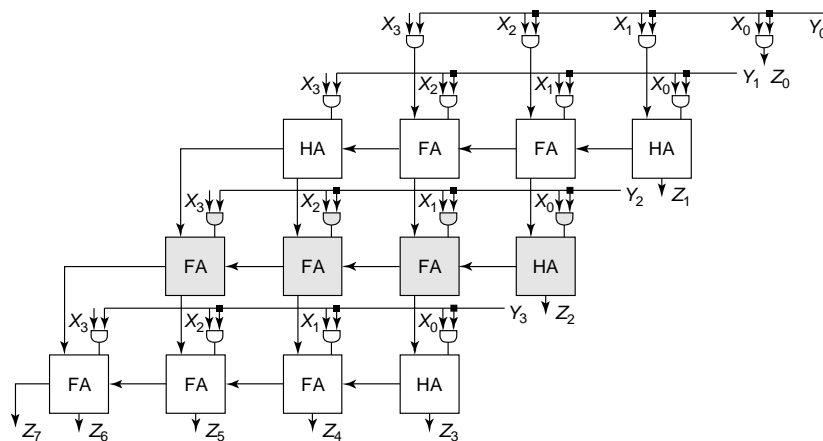 X₃ X₂ X₁ X₀ Y₀
X₃ X₂ X₁ X₀ Y₁ Z₀
HA FA FA HA
X₃ X₂ X₁ X₀ Y₂ Z₁
FA FA FA HA
X₃ X₂ X₁ X₀ Y₃ Z₂
FA FA FA HA
Z₇ Z₆ Z₅ Z₄ Z₃